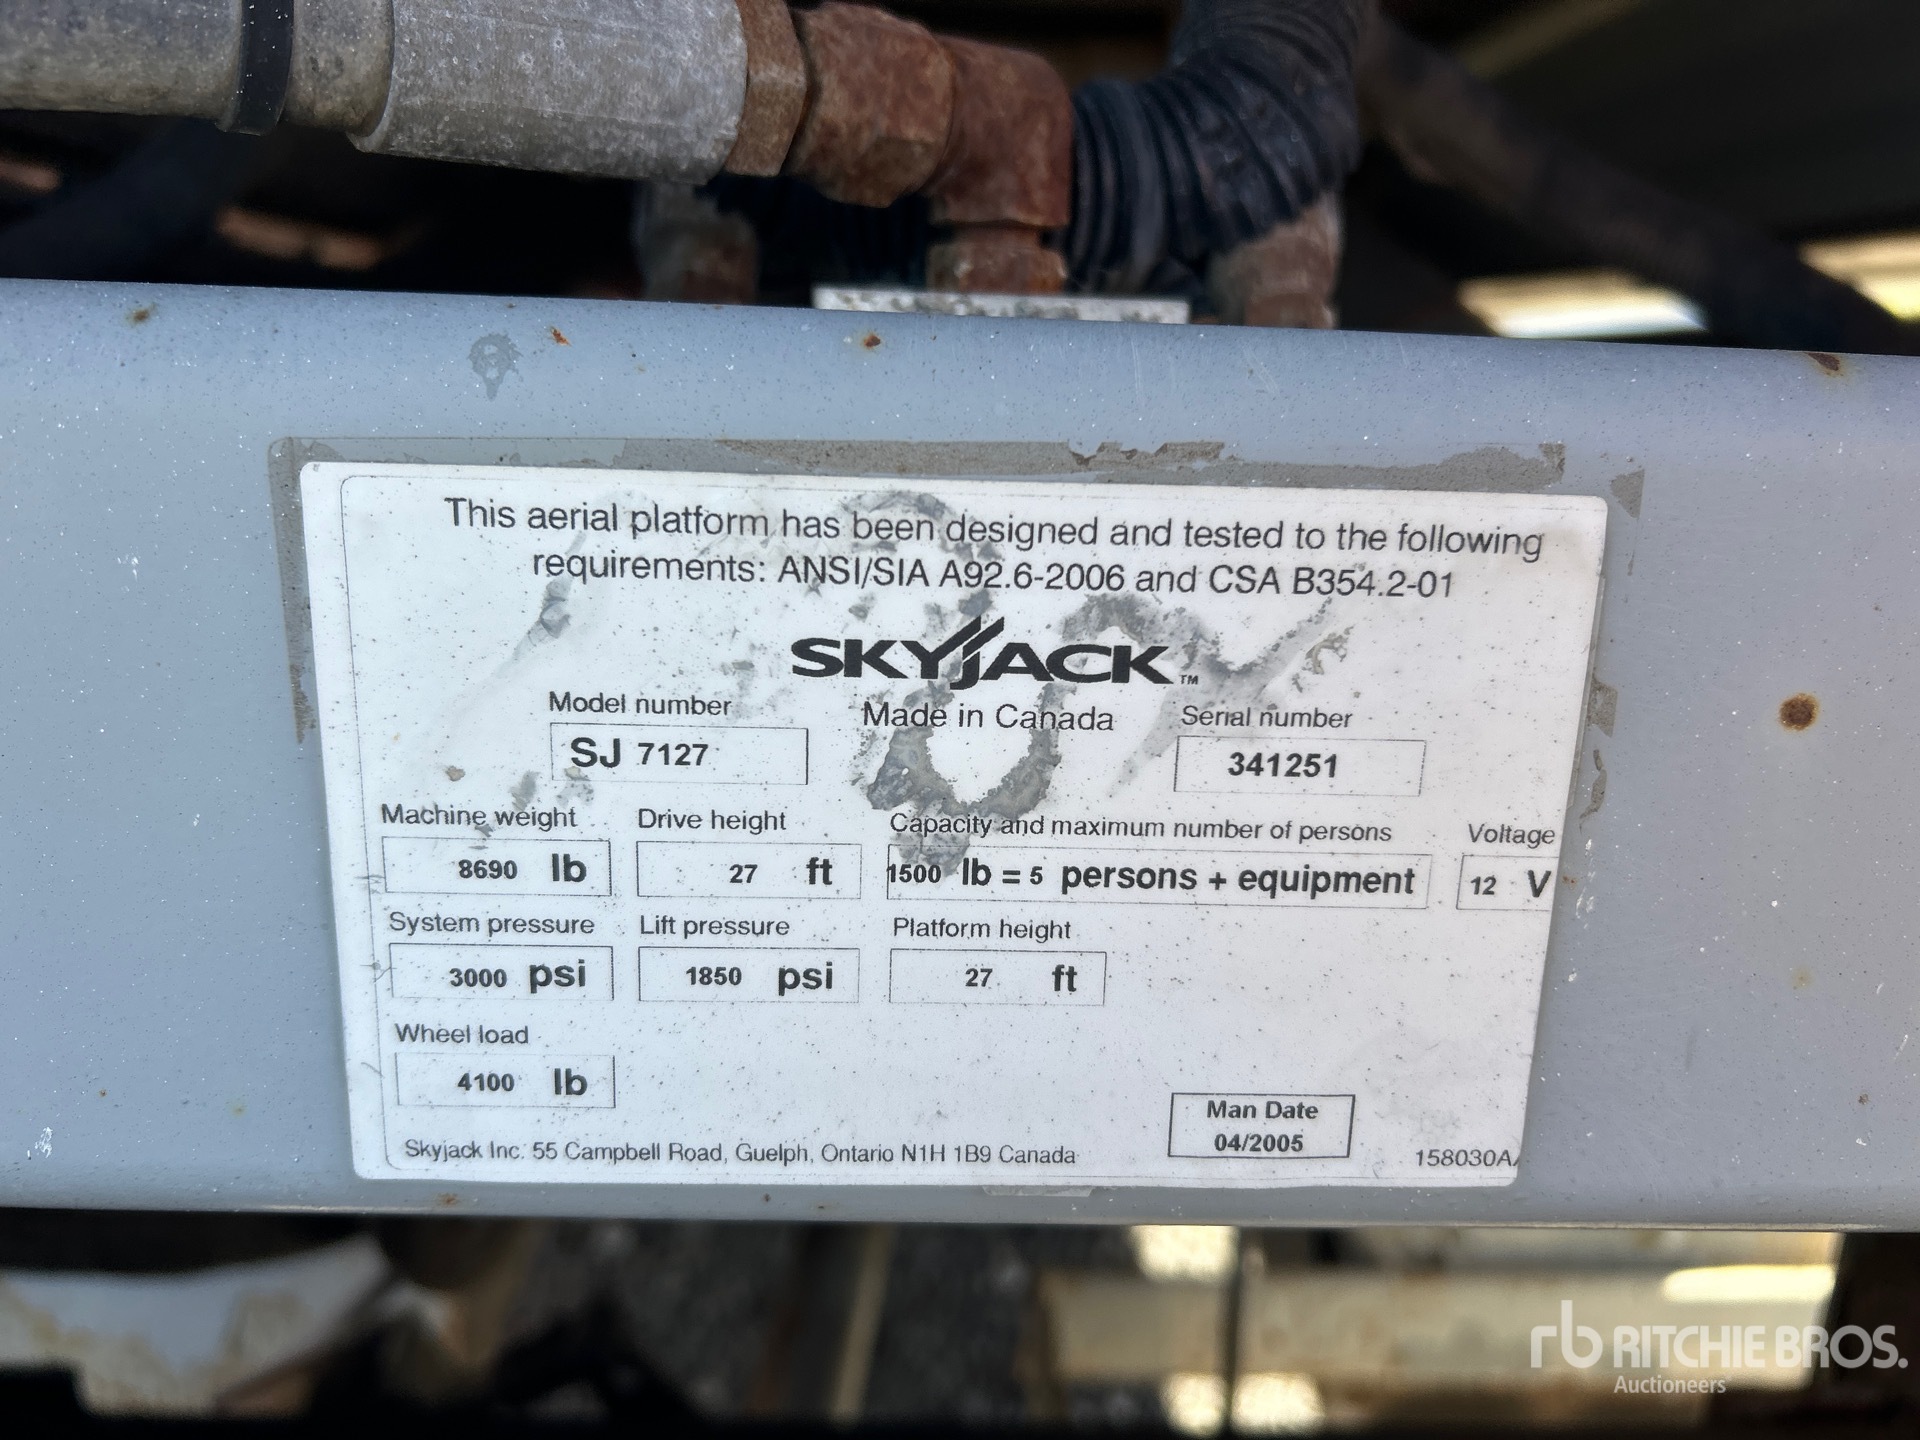 This aerial platform has been designed and tested to the following
requirements: ANSI/SIA A92.6-2006 and CSA B354.2-01
SKYJACK™
Model number Made in Canada Serial number
SJ 7127 341251
Machine weight Drive height Capacity and maximum number of persons Voltage
8690 lb 27 ft 1500 lb = 5 persons + equipment 12 V
System pressure Lift pressure Platform height
3000 psi 1850 psi 27 ft
Wheel load
4100 lb
Man Date
04/2005
Skyjack Inc. 55 Campbell Road, Guelph, Ontario N1H 1B9 Canada 158030A
rb RITCHIE BROS.
Auctioneers